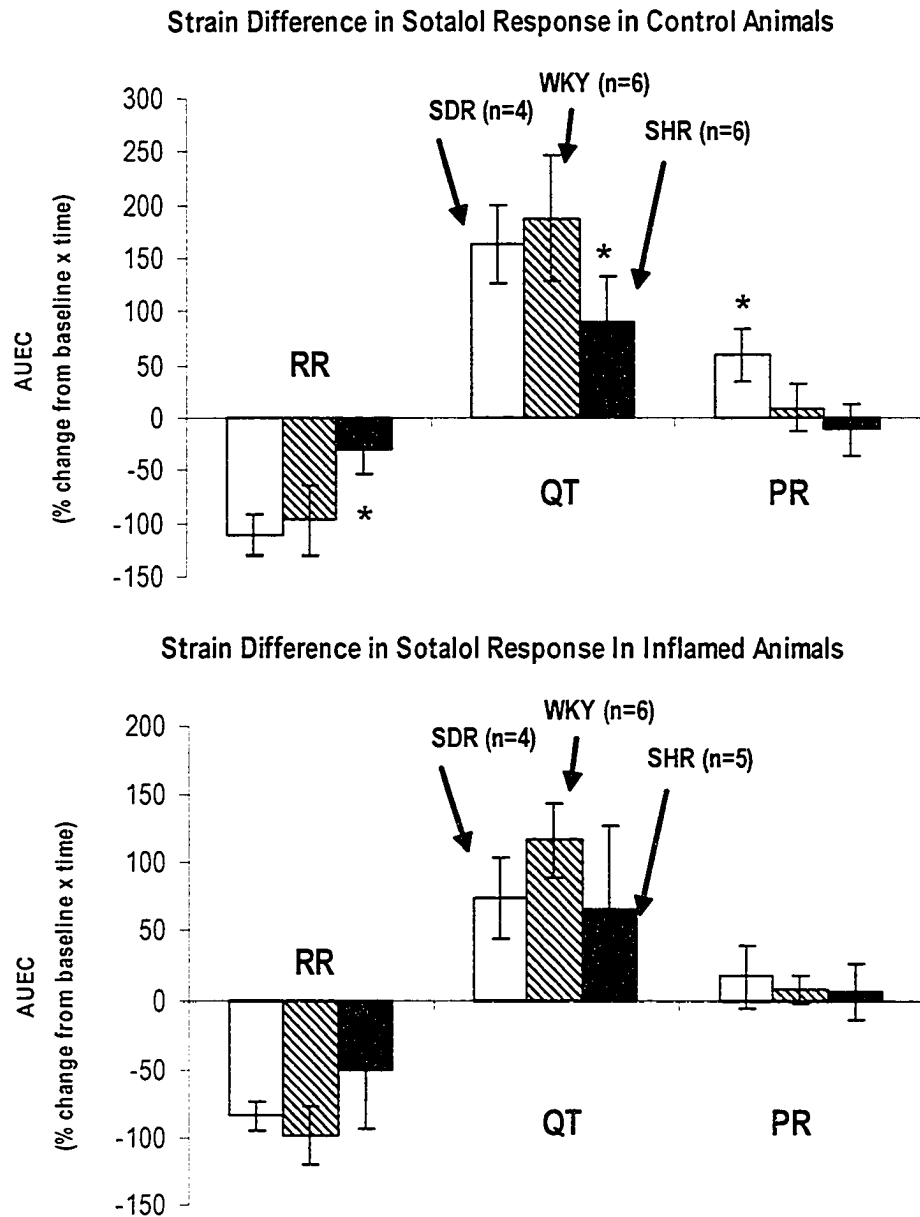 Strain Difference in Sotalol Response in Control Animals
WKY (n=6)
SDR (n=4)
SHR (n=6)
300
250
200
150
100
50
0
-50
-100
-150
AUEC
(% change from baseline x time)
RR
*
QT
*
PR
*
Strain Difference in Sotalol Response In Inflamed Animals
WKY (n=6)
SDR (n=4)
SHR (n=5)
200
150
100
50
0
-50
-100
-150
AUEC
(% change from baseline x time)
RR
QT
PR